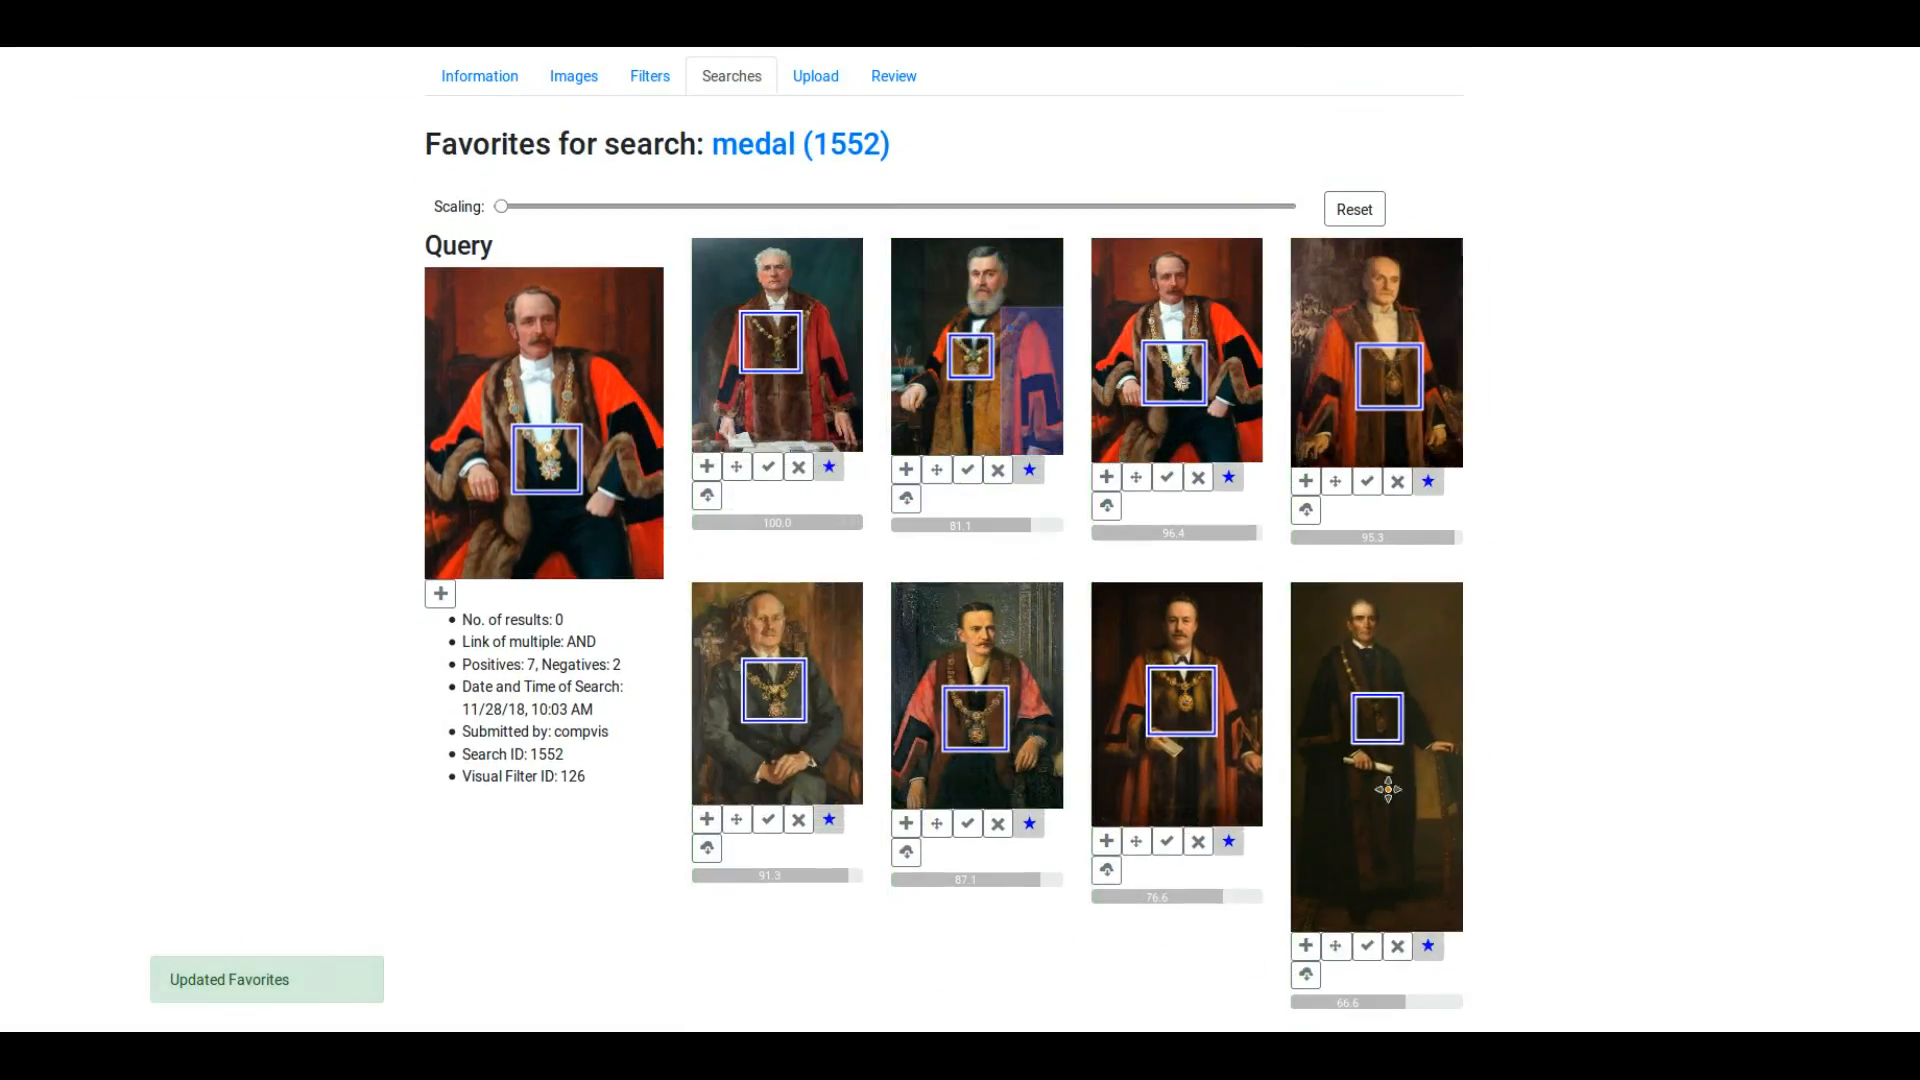 Information Images Filters Searches Upload Review
Favorites for search: medal (1552)
Scaling: Reset
Query
100.0 81.1 96.4 95.3
No. of results: 0
Link of multiple: AND
Positives: 7, Negatives: 2
Date and Time of Search:
11/28/18, 10:03 AM
Submitted by: compvis
Search ID: 1552
Visual Filter ID: 126
91.3 87.1 76.6 66.6
Updated Favorites